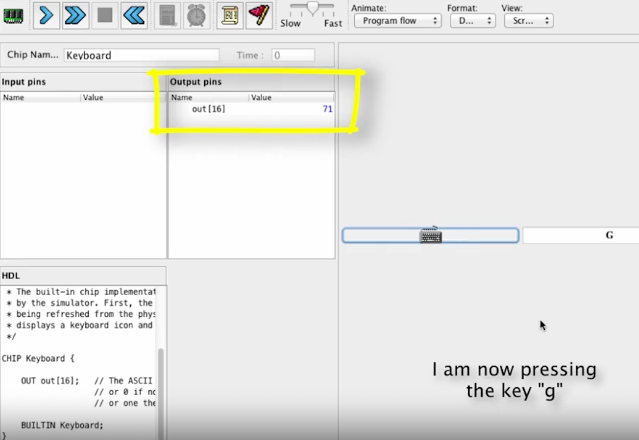 Animate:
Format:
View:
Program flow
D...
Scr...
Slow
Fast
Chip Nam...
Keyboard
Time :
0
Input pins
Output pins
Name
Value
Name
Value
out[16]
71
G
HDL
* The built-in chip implementat
* by the simulator. First, the
* being refreshed from the phys
* displays a keyboard icon and
*/
CHIP Keyboard {
OUT out[16];   // The ASCII
// or 0 if no
// or one the
BUILTIN Keyboard;
}
I am now pressing
the key "g"